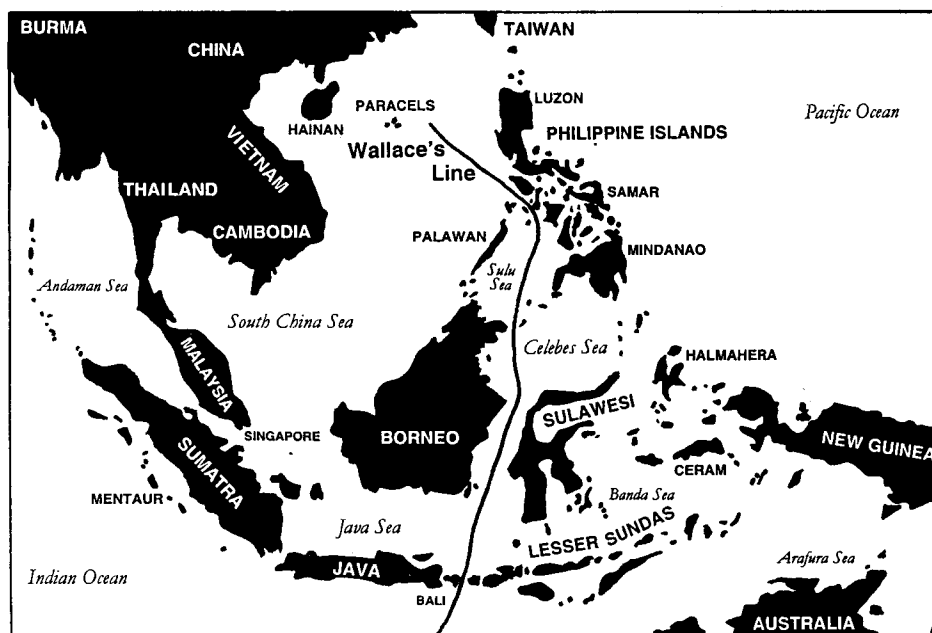 BURMA
CHINA
TAIWAN
LUZON
PARACELS
HAINAN
Pacific Ocean
PHILIPPINE ISLANDS
Wallace's
Line
VIETNAM
THAILAND
SAMAR
CAMBODIA
PALAWAN
MINDANAO
Sulu
Sea
Andaman Sea
South China Sea
Celebes Sea
HALMAHERA
MALAYSIA
SULAWESI
SINGAPORE
BORNEO
NEW GUINEA
SUMATRA
CERAM
MENTAUR
Banda Sea
Java Sea
LESSER SUNDAS
Arafura Sea
Indian Ocean
JAVA
BALI
AUSTRALIA